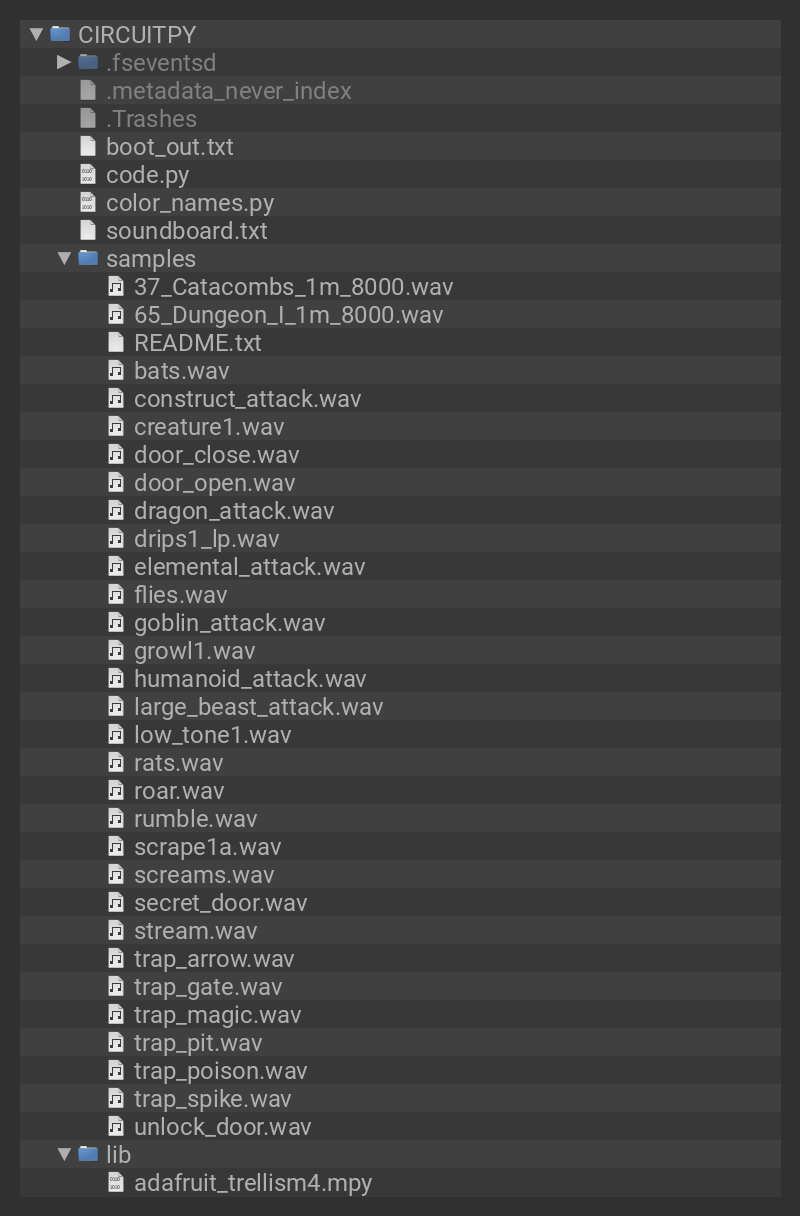 CIRCUITPY
.fseventsd
.metadata_never_index
.Trashes
boot_out.txt
code.py
color_names.py
soundboard.txt
samples
37_Catacombs_1m_8000.wav
65_Dungeon_I_1m_8000.wav
README.txt
bats.wav
construct_attack.wav
creature1.wav
door_close.wav
door_open.wav
dragon_attack.wav
drips1_lp.wav
elemental_attack.wav
flies.wav
goblin_attack.wav
growl1.wav
humanoid_attack.wav
large_beast_attack.wav
low_tone1.wav
rats.wav
roar.wav
rumble.wav
scrape1a.wav
screams.wav
secret_door.wav
stream.wav
trap_arrow.wav
trap_gate.wav
trap_magic.wav
trap_pit.wav
trap_poison.wav
trap_spike.wav
unlock_door.wav
lib
adafruit_trellism4.mpy